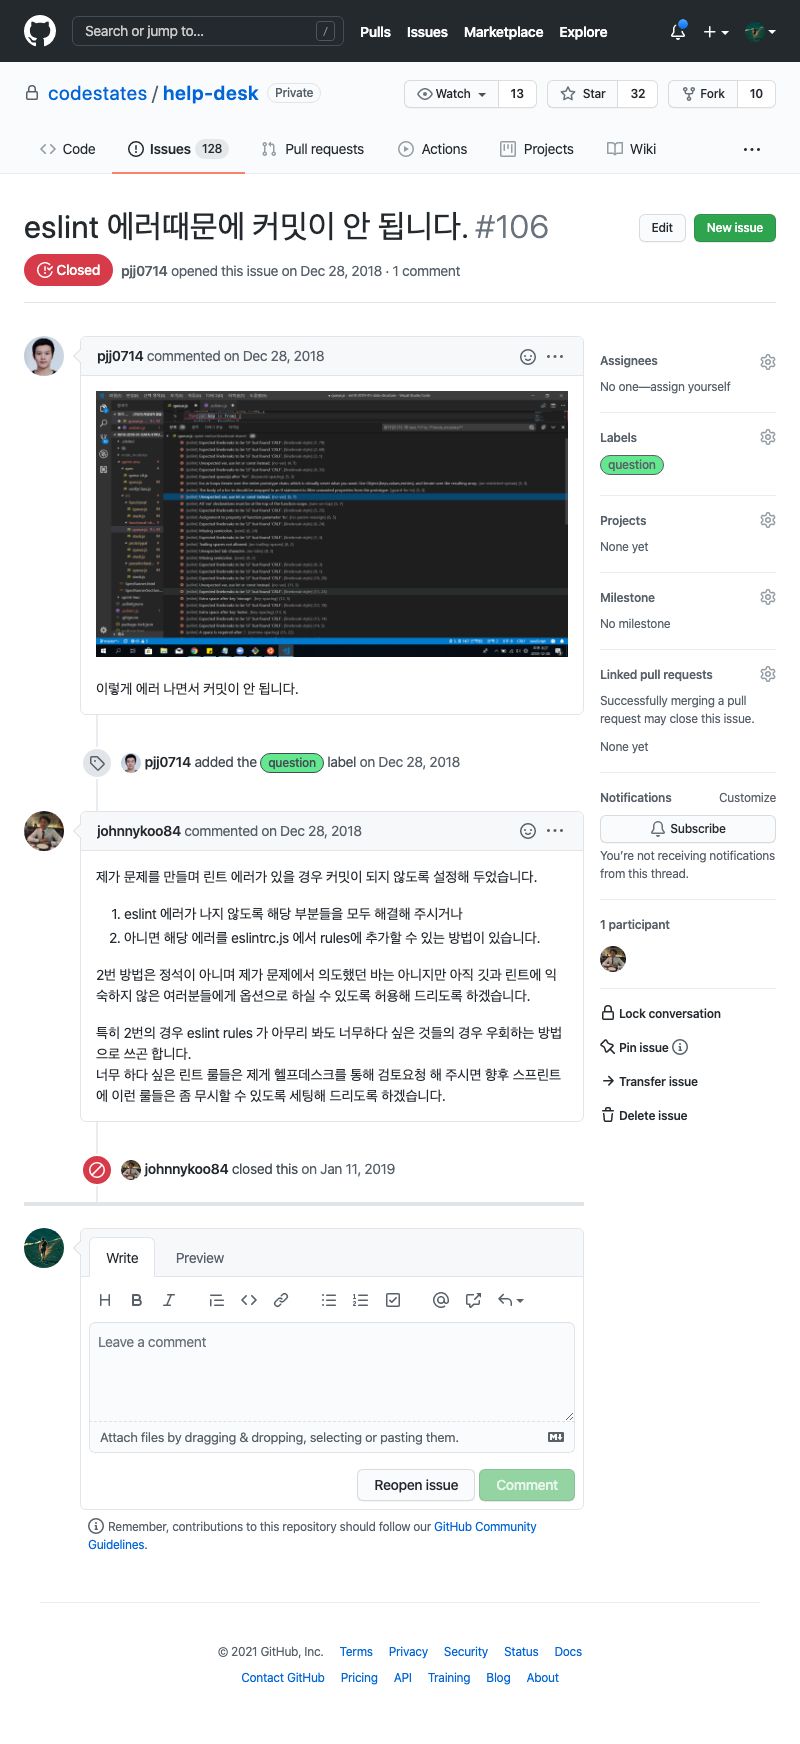 Search or jump to... /
Pulls Issues Marketplace Explore
codestates / help-desk Private
Watch 13 Star 32 Fork 10
Code Issues 128 Pull requests Actions Projects Wiki
eslint 에러때문에 커밋이 안 됩니다. #106
Edit New issue
Closed pjj0714 opened this issue on Dec 28, 2018 · 1 comment
pjj0714 commented on Dec 28, 2018
이렇게 에러 나면서 커밋이 안 됩니다.
pjj0714 added the question label on Dec 28, 2018
johnnykoo84 commented on Dec 28, 2018
제가 문제를 만들며 린트 에러가 있을 경우 커밋이 되지 않도록 설정해 두었습니다.
1. eslint 에러가 나지 않도록 해당 부분들을 모두 해결해 주시거나
2. 아니면 해당 에러를 eslintrc.js 에서 rules에 추가할 수 있는 방법이 있습니다.
2번 방법은 정석이 아니며 제가 문제에서 의도했던 바는 아니지만 아직 깃과 린트에 익
숙하지 않은 여러분들에게 옵션으로 하실 수 있도록 허용해 드리도록 하겠습니다.
특히 2번의 경우 eslint rules 가 아무리 봐도 너무하다 싶은 것들의 경우 우회하는 방법
으로 쓰곤 합니다.
너무 하다 싶은 린트 룰들은 제게 헬프데스크를 통해 검토요청 해 주시면 향후 스프린트
에 이런 룰들은 좀 무시할 수 있도록 세팅해 드리도록 하겠습니다.
johnnykoo84 closed this on Jan 11, 2019
Write Preview
Leave a comment
Attach files by dragging & dropping, selecting or pasting them.
Reopen issue Comment
Remember, contributions to this repository should follow our GitHub Community
Guidelines.
Assignees
No one—assign yourself
Labels
question
Projects
None yet
Milestone
No milestone
Linked pull requests
Successfully merging a pull
request may close this issue.
None yet
Notifications Customize
Subscribe
You're not receiving notifications
from this thread.
1 participant
Lock conversation
Pin issue
Transfer issue
Delete issue
© 2021 GitHub, Inc. Terms Privacy Security Status Docs
Contact GitHub Pricing API Training Blog About